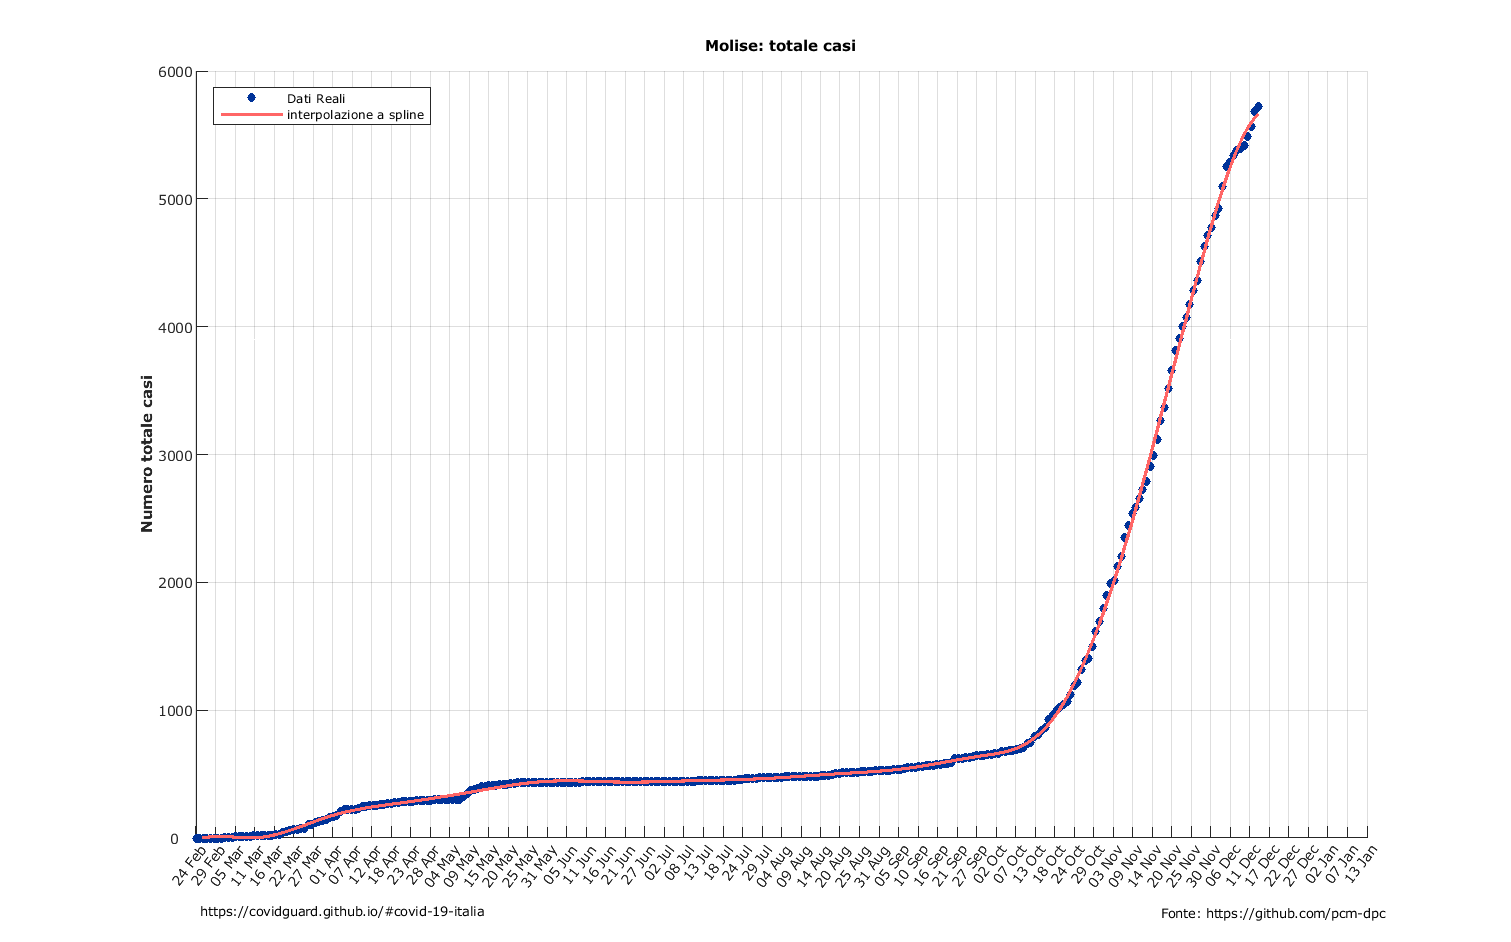 Molise: totale casi
Dati Reali
interpolazione a spline
Numero totale casi
6000
5000
4000
3000
2000
1000
0
24 Feb
29 Feb
05 Mar
11 Mar
16 Mar
22 Mar
27 Mar
01 Apr
07 Apr
12 Apr
18 Apr
23 Apr
28 Apr
04 May
09 May
15 May
20 May
25 May
31 May
05 Jun
11 Jun
16 Jun
21 Jun
27 Jun
02 Jul
08 Jul
13 Jul
18 Jul
24 Jul
29 Jul
04 Aug
09 Aug
14 Aug
20 Aug
25 Aug
31 Aug
05 Sep
10 Sep
16 Sep
21 Sep
27 Sep
02 Oct
07 Oct
13 Oct
18 Oct
24 Oct
29 Oct
03 Nov
09 Nov
14 Nov
20 Nov
25 Nov
30 Nov
06 Dec
11 Dec
17 Dec
22 Dec
27 Dec
02 Jan
07 Jan
13 Jan
https://covidguard.github.io/#covid-19-italia
Fonte: https://github.com/pcm-dpc